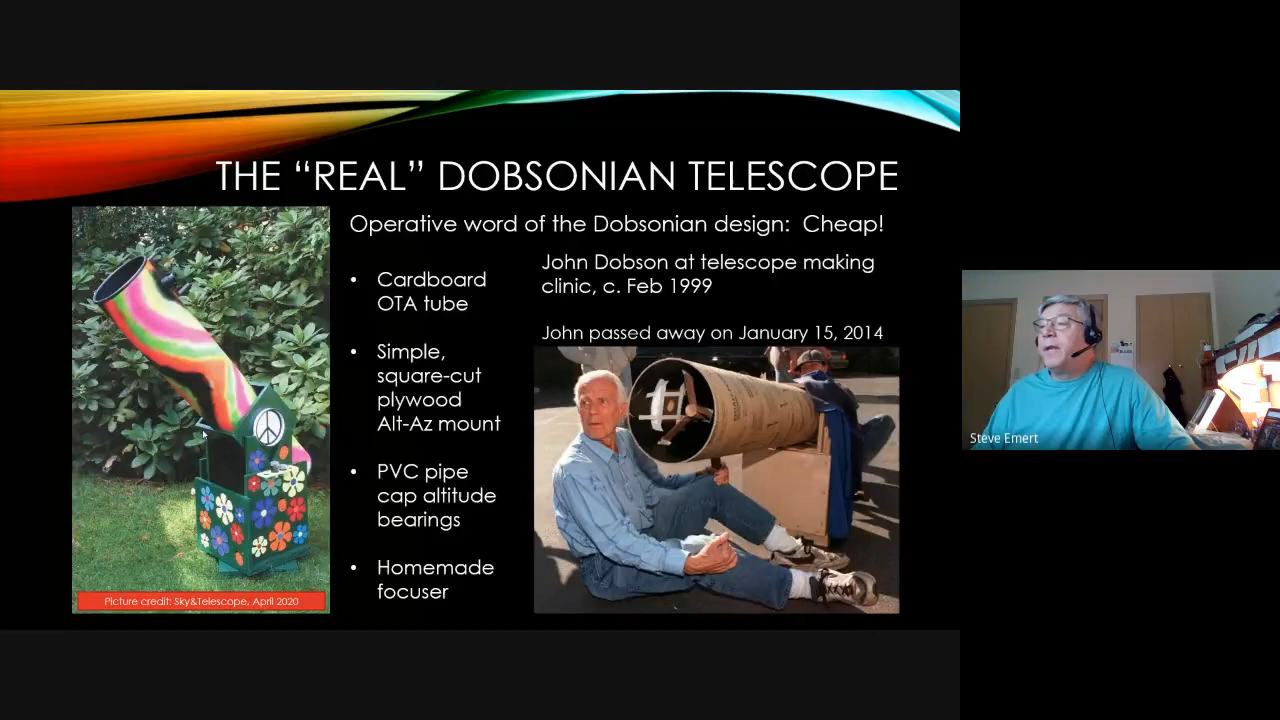 THE “REAL” DOBSONIAN TELESCOPE
Operative word of the Dobsonian design:  Cheap!
• Cardboard
OTA tube
• Simple,
square-cut
plywood
Alt-Az mount
• PVC pipe
cap altitude
bearings
• Homemade
focuser
John Dobson at telescope making
clinic, c. Feb 1999
John passed away on January 15, 2014
Picture credit: Sky&Telescope, April 2020
Steve Emert